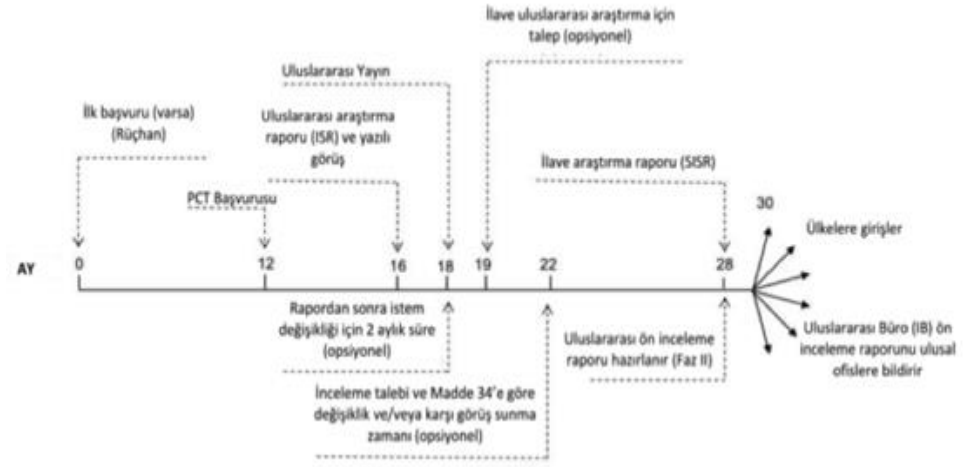 İlave uluslararası araştırma için
talep (opsiyonel)
Uluslararası Yayın
İlk başvuru (varsa)
(Rüçhan)
Uluslararası araştırma
raporu (ISR) ve yazılı
görüş
İlave araştırma raporu (SISR)
PCT Başvurusu
30
Ülkelere girişler
AY
0
12
16
18
19
22
28
Rapordan sonra istem
değişikliği için 2 aylık süre
(opsiyonel)
Uluslararası ön inceleme
raporu hazırlanır (Faz II)
Uluslararası Büro (IB) ön
inceleme raporunu ulusal
ofislere bildirir
İnceleme talebi ve Madde 34'e göre
değişiklik ve/veya karşı görüş sunma
zamanı (opsiyonel)